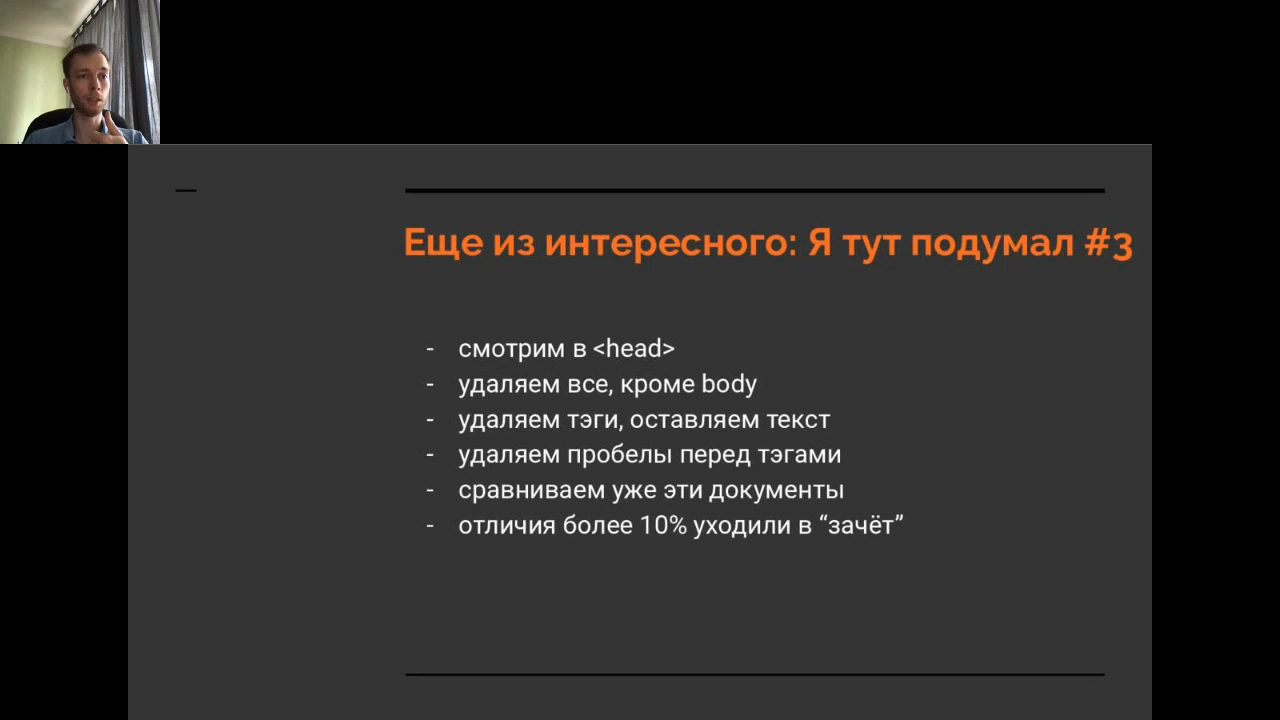 Еще из интересного: Я тут подумал #3
- смотрим в <head>
- удаляем все, кроме body
- удаляем тэги, оставляем текст
- удаляем пробелы перед тэгами
- сравниваем уже эти документы
- отличия более 10% уходили в “зачёт”